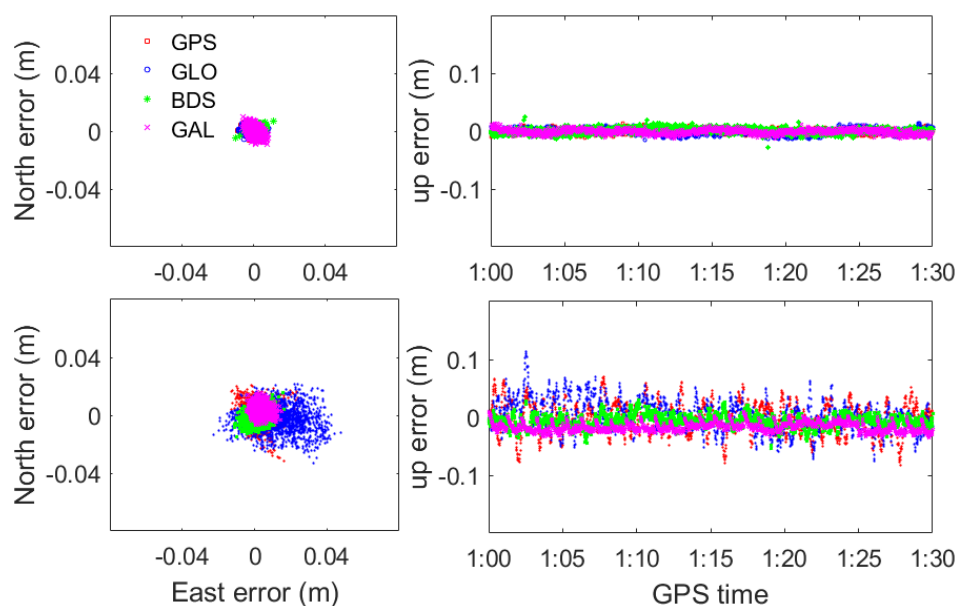 North error (m)
0.04
0
-0.04
GPS
GLO
BDS
GAL
-0.04 0 0.04
up error (m)
0.1
0
-0.1
1:00 1:05 1:10 1:15 1:20 1:25 1:30
North error (m)
0.04
0
-0.04
-0.04 0 0.04
East error (m)
up error (m)
0.1
0
-0.1
1:00 1:05 1:10 1:15 1:20 1:25 1:30
GPS time